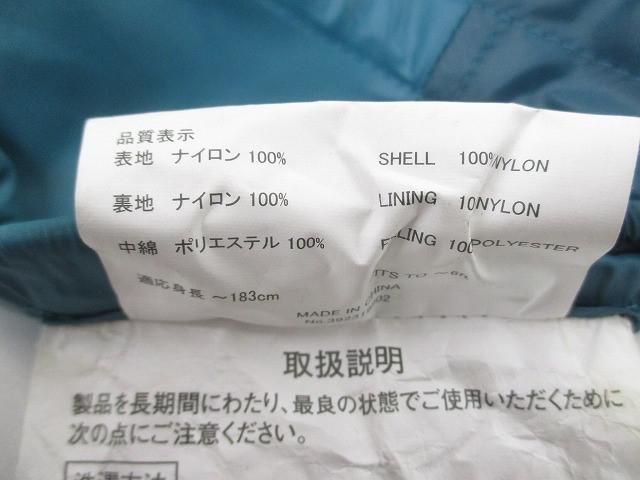 品質表示
表地 ナイロン 100% SHELL 100%NYLON
裏地 ナイロン 100% LINING 10NYLON
中綿 ポリエステル 100% FILLING 100POLYESTER
適応身長 ～183cm FITS TO ～6ft
MADE IN CHINA
取扱説明
製品を長期間にわたり、最良の状態でご使用いただくために
次の点にご注意ください。